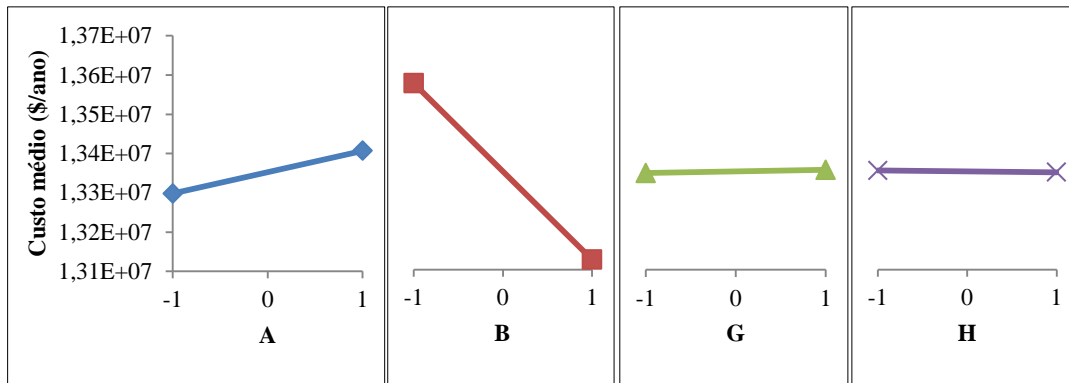 Custo médio ($/ano)
1,37E+07
1,36E+07
1,35E+07
1,34E+07
1,33E+07
1,32E+07
1,31E+07
-1 0 1
A
-1 0 1
B
-1 0 1
G
-1 0 1
H